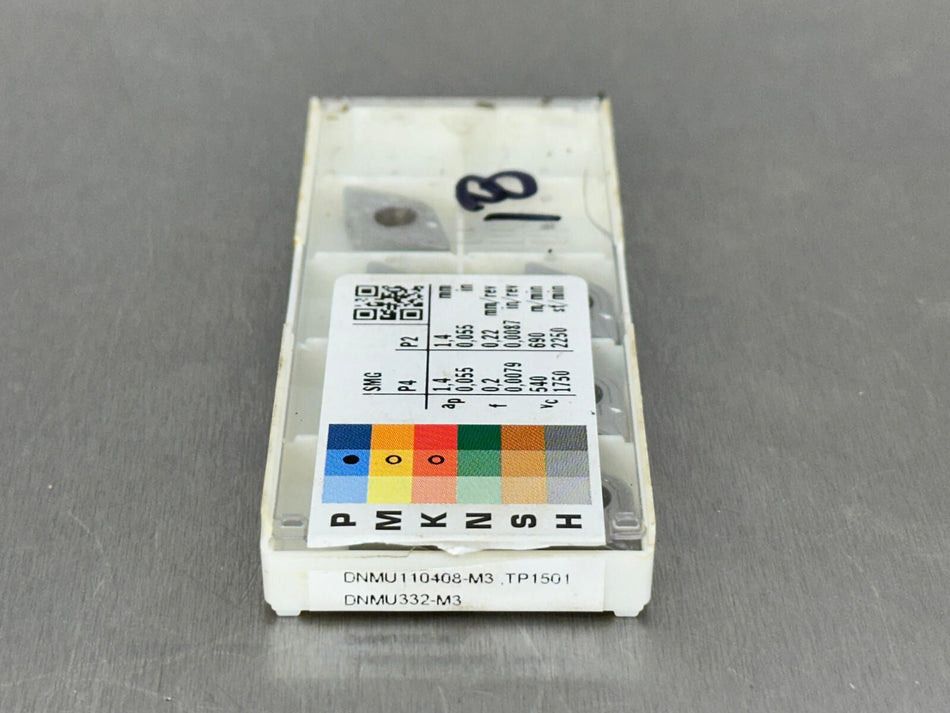 8
SMG P4 P2
ap 1,4 1,4 mm
0,055 0,055 in
f 0,2 0,22 mm/rev
0,0079 0,0087 in/rev
vc 540 690 m/min
1750 2250 sf/min
P M K N S H
DNMU110408-M3 ,TP1501
DNMU332-M3